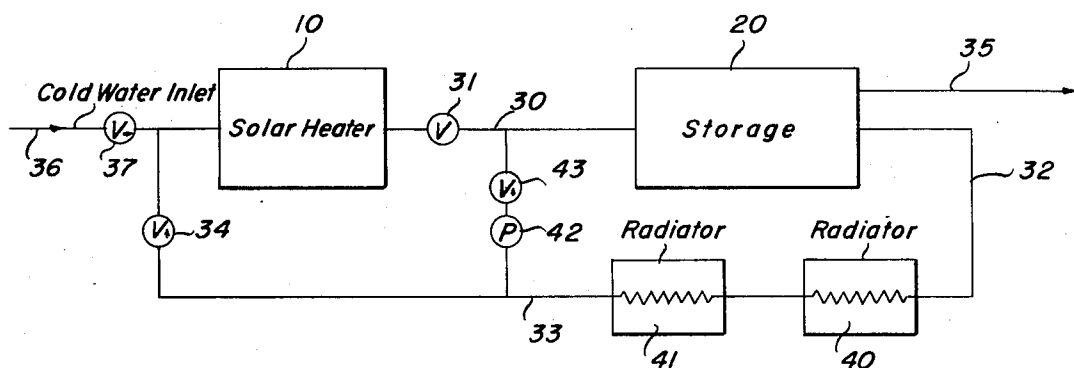 10
20
35
Cold Water Inlet
31
30
V
Solar Heater
V
Storage
36
37
43
V
32
V
34
P
42
Radiator
Radiator
33
41
40